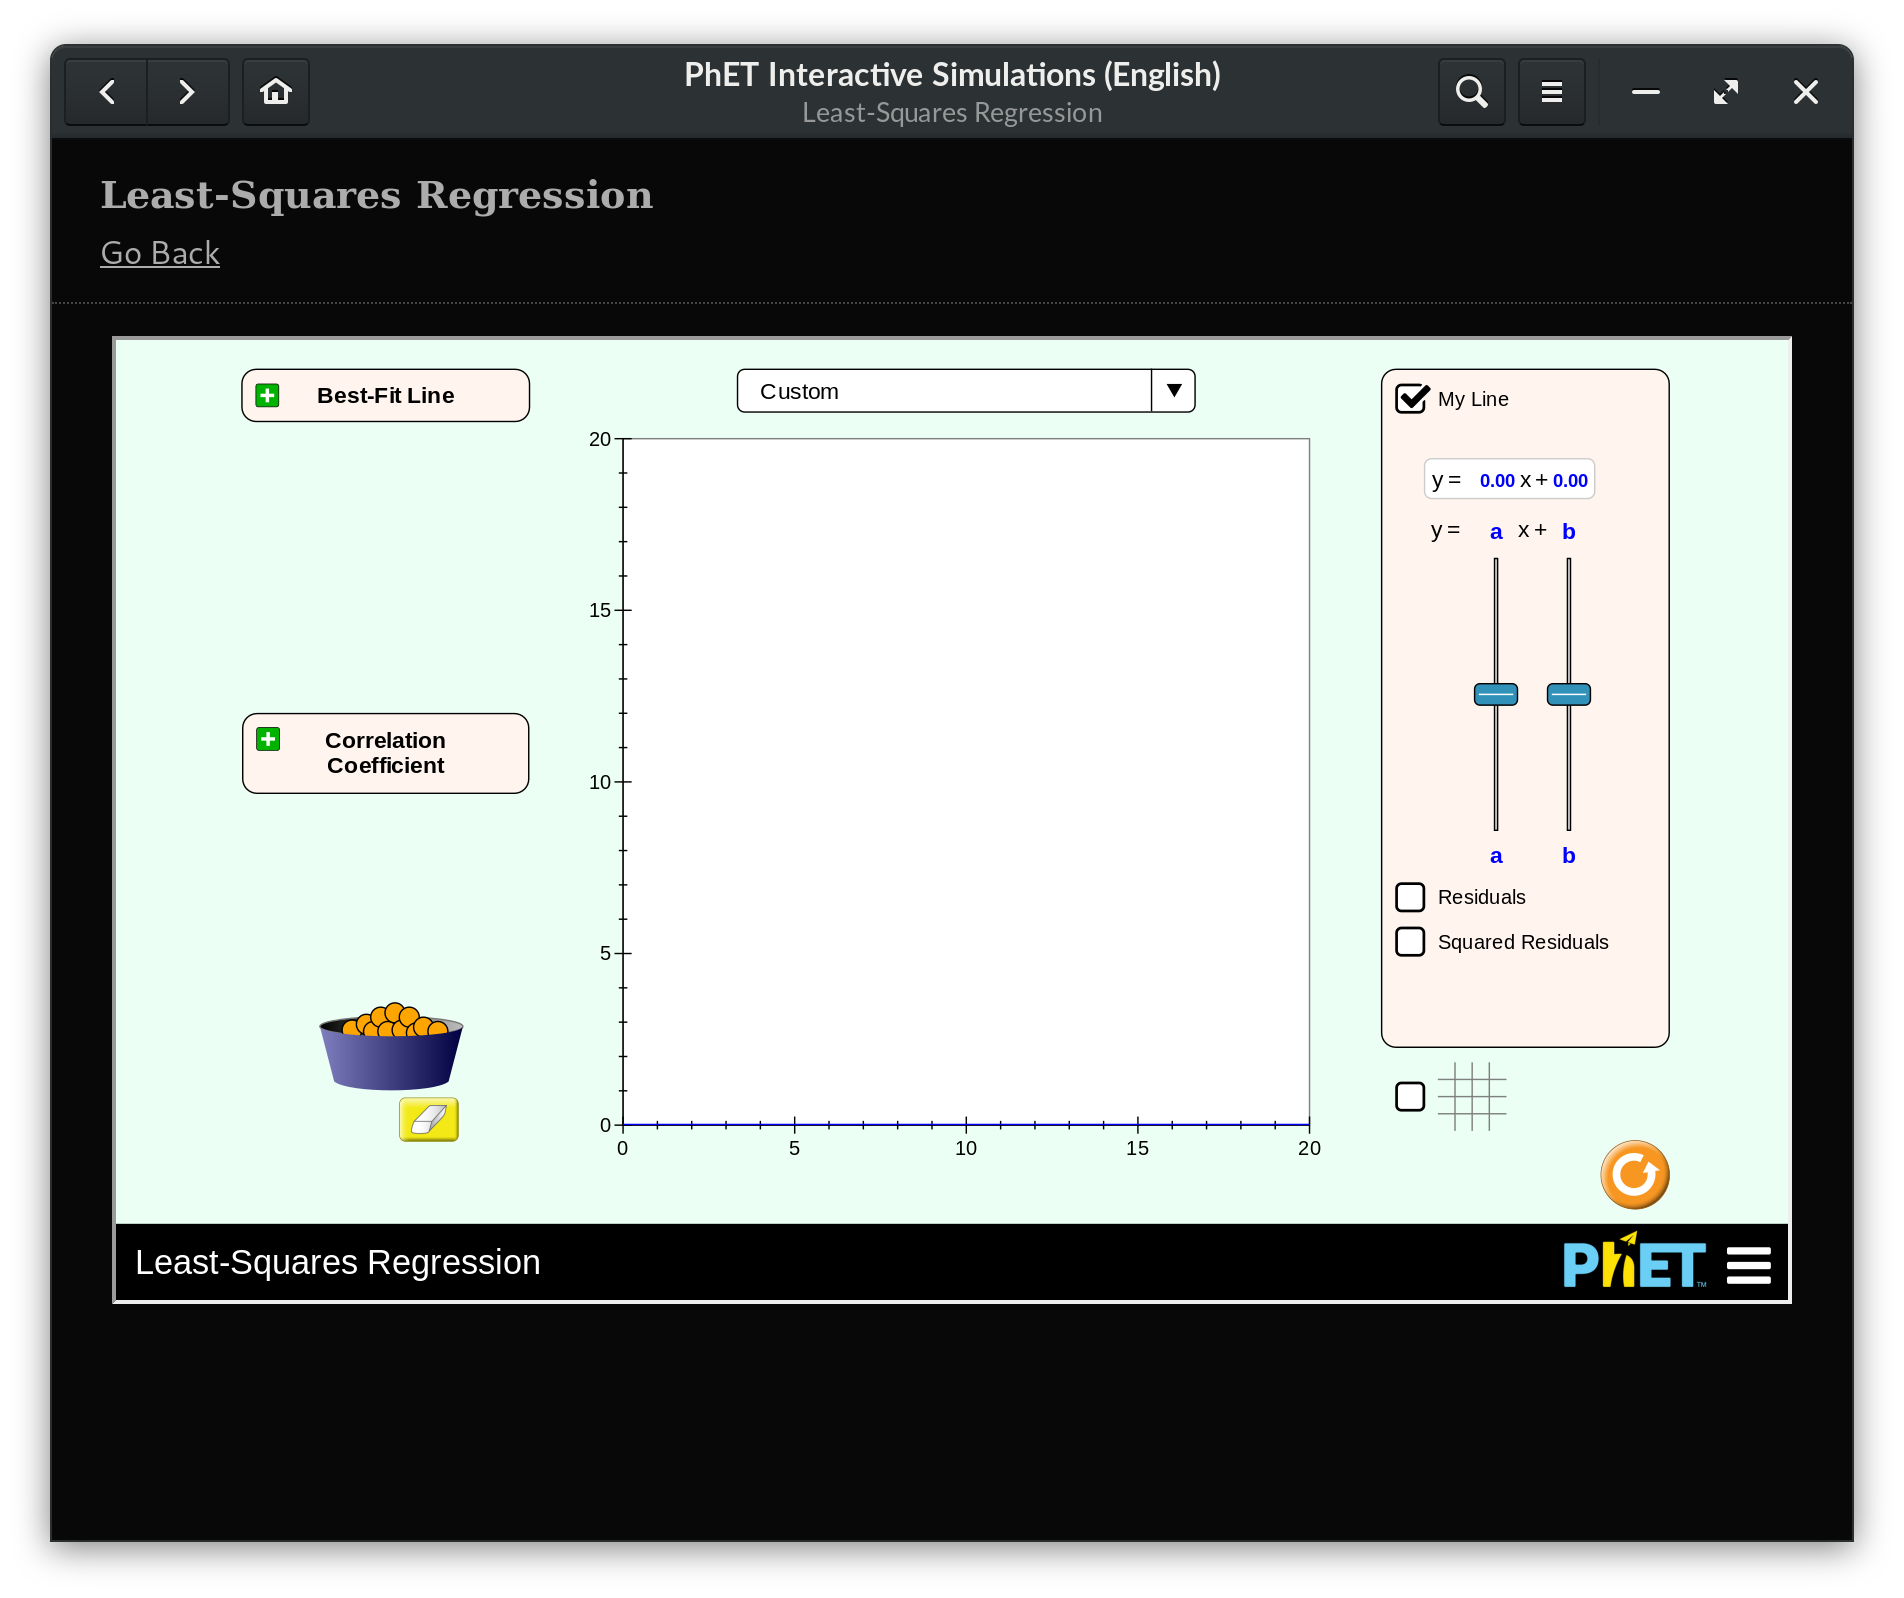 PhET Interactive Simulations (English)
Least-Squares Regression
Least-Squares Regression
Go Back
Best-Fit Line
Custom
My Line
y = 0.00 x + 0.00
y = a x + b
a b
Residuals
Squared Residuals
Correlation
Coefficient
20
15
10
5
0
0 5 10 15 20
Least-Squares Regression
PhET™